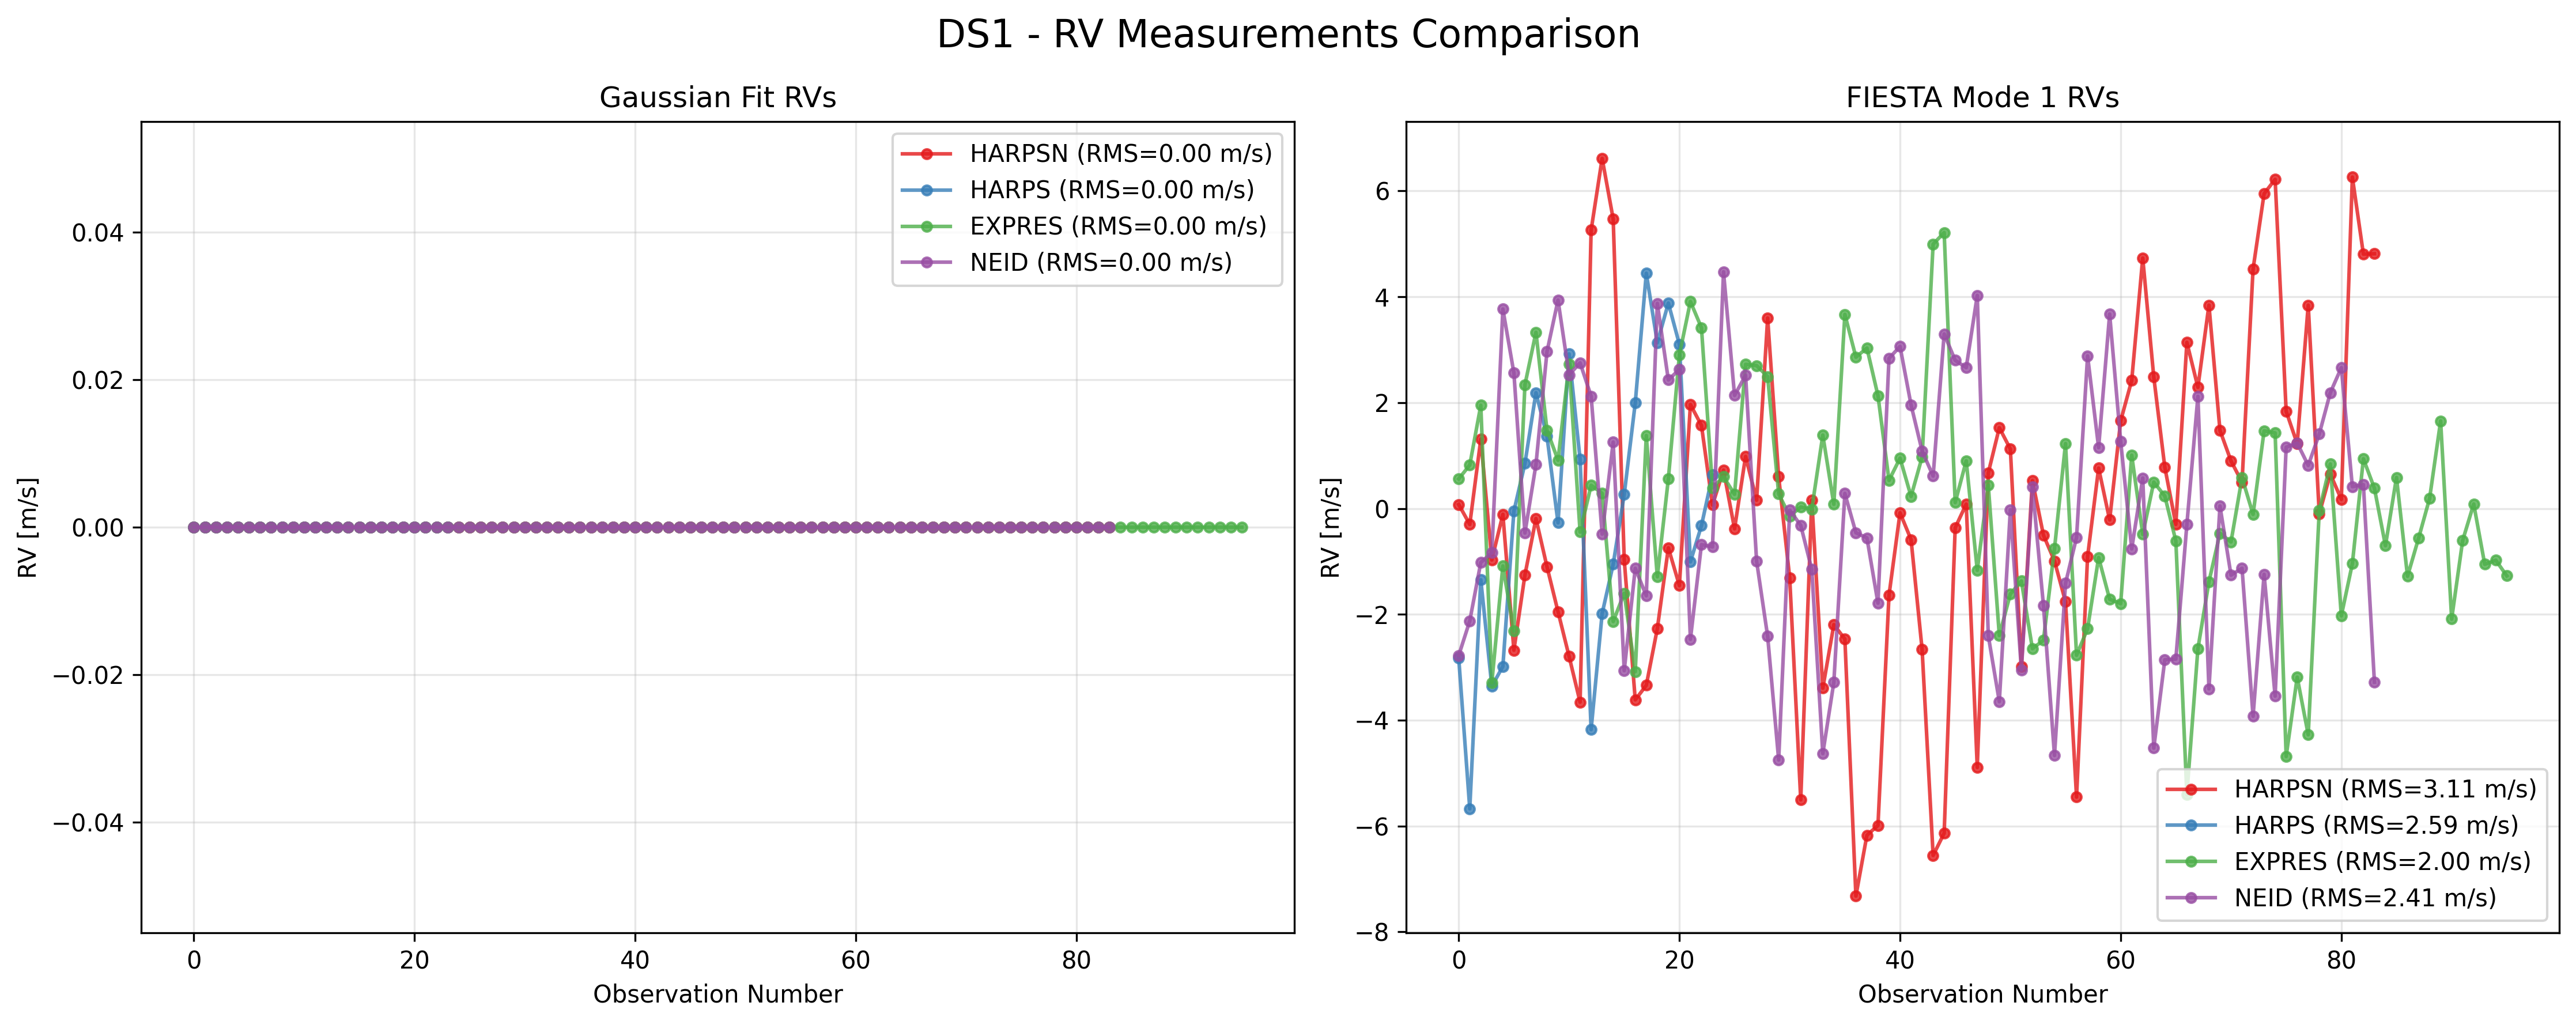 DS1 - RV Measurements Comparison
Gaussian Fit RVs
HARPSN (RMS=0.00 m/s)
HARPS (RMS=0.00 m/s)
EXPRES (RMS=0.00 m/s)
NEID (RMS=0.00 m/s)
0.04
0.02
0.00
−0.02
−0.04
RV [m/s]
0 20 40 60 80
Observation Number
FIESTA Mode 1 RVs
6
4
2
0
−2
−4
−6
−8
RV [m/s]
HARPSN (RMS=3.11 m/s)
HARPS (RMS=2.59 m/s)
EXPRES (RMS=2.00 m/s)
NEID (RMS=2.41 m/s)
0 20 40 60 80
Observation Number